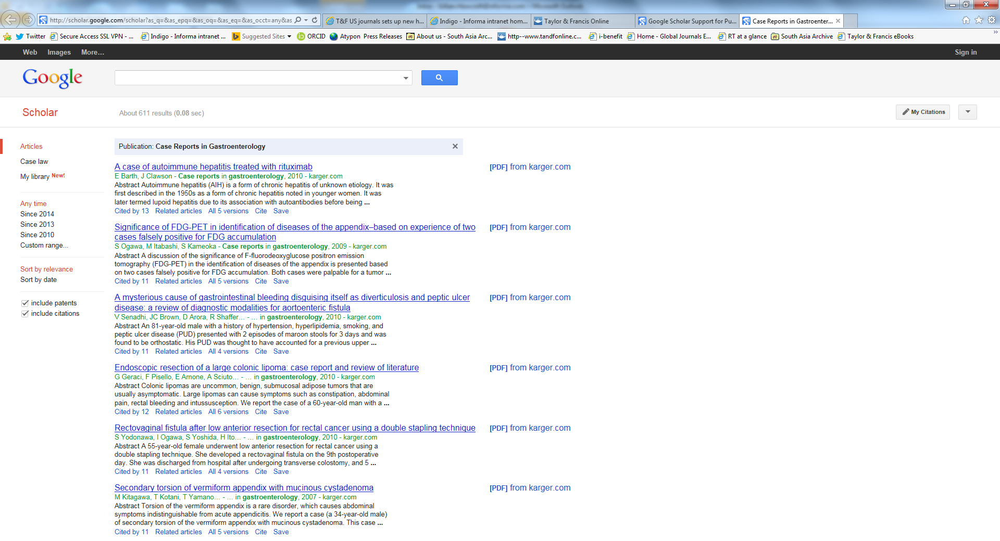 http://scholar.google.com/scholar?as_q=&as_epq=&as_oq=&as_eq=&as_occt=any&as
T&F US journals sets up new h...
Indigo - Informa intranet hom...
Taylor & Francis Online
Google Scholar Support for Pu...
Case Reports in Gastroenter...
Twitter
Secure Access SSL VPN - ...
Indigo - Informa intranet ...
Suggested Sites
ORCID
Atypon
Press Releases
About us - South Asia Arc...
http--www.tandfonline.c...
i-benefit
Home - Global Journals E...
RT at a glance
South Asia Archive
Taylor & Francis eBooks
Web Images More... Sign in
Google
Scholar
About 611 results (0.08 sec)
My Citations
Articles
Case law
My library New!
Any time
Since 2014
Since 2013
Since 2010
Custom range...
Sort by relevance
Sort by date
include patents
include citations
Publication: Case Reports in Gastroenterology
A case of autoimmune hepatitis treated with rituximab
[PDF] from karger.com
E Barth, J Clawson - Case reports in gastroenterology, 2010 - karger.com
Abstract Autoimmune hepatitis (AIH) is a form of chronic hepatitis of unknown etiology. It was
first described in the 1950s as a form of chronic hepatitis noted in younger women. It was
later termed lupoid hepatitis due to its association with autoantibodies before being ...
Cited by 13 Related articles All 5 versions Cite Save
Significance of FDG-PET in identification of diseases of the appendix–based on experience of two
cases falsely positive for FDG accumulation
[PDF] from karger.com
S Ogawa, M Itabashi, S Kameoka - Case reports in gastroenterology, 2009 - karger.com
Abstract A discussion of the significance of F-fluorodeoxyglucose positron emission
tomography (FDG-PET) in the identification of diseases of the appendix is presented based
on two cases falsely positive for FDG accumulation. Both cases were palpable for a tumor ...
Cited by 11 Related articles All 5 versions Cite Save
A mysterious cause of gastrointestinal bleeding disguising itself as diverticulosis and peptic ulcer
disease: a review of diagnostic modalities for aortoenteric fistula
[PDF] from karger.com
V Senadhi, JC Brown, D Arora, R Shaffer... - ... in gastroenterology, 2010 - karger.com
Abstract An 81-year-old male with a history of hypertension, hyperlipidemia, smoking, and
peptic ulcer disease (PUD) presented with 2 episodes of maroon stools for 3 days and was
found to be orthostatic. His PUD was thought to have accounted for a previous upper ...
Cited by 11 Related articles All 4 versions Cite Save
Endoscopic resection of a large colonic lipoma: case report and review of literature
[PDF] from karger.com
G Geraci, F Pisello, E Arnone, A Sciuto... - ... in gastroenterology, 2010 - karger.com
Abstract Colonic lipomas are uncommon, benign, submucosal adipose tumors that are
usually asymptomatic. Large lipomas can cause symptoms such as constipation, abdominal
pain, rectal bleeding and intussusception. We report the case of a 60-year-old man with a ...
Cited by 12 Related articles All 6 versions Cite Save
Rectovaginal fistula after low anterior resection for rectal cancer using a double stapling technique
[PDF] from karger.com
S Yodonawa, I Ogawa, S Yoshida, H Ito... - ... in gastroenterology, 2010 - karger.com
Abstract A 55-year-old female underwent low anterior resection for rectal cancer using a
double stapling technique. She developed a rectovaginal fistula on the 9th postoperative
day. She was discharged from hospital after undergoing transverse colostomy, and 5 ...
Cited by 11 Related articles All 4 versions Cite Save
Secondary torsion of vermiform appendix with mucinous cystadenoma
[PDF] from karger.com
M Kitagawa, T Kotani, T Yamano... - ... in gastroenterology, 2007 - karger.com
Abstract Torsion of the vermiform appendix is a rare disorder, which causes abdominal
symptoms indistinguishable from acute appendicitis. We report a case (a 34-year-old male)
of secondary torsion of the vermiform appendix with mucinous cystadenoma. This case ...
Cited by 11 Related articles All 5 versions Cite Save